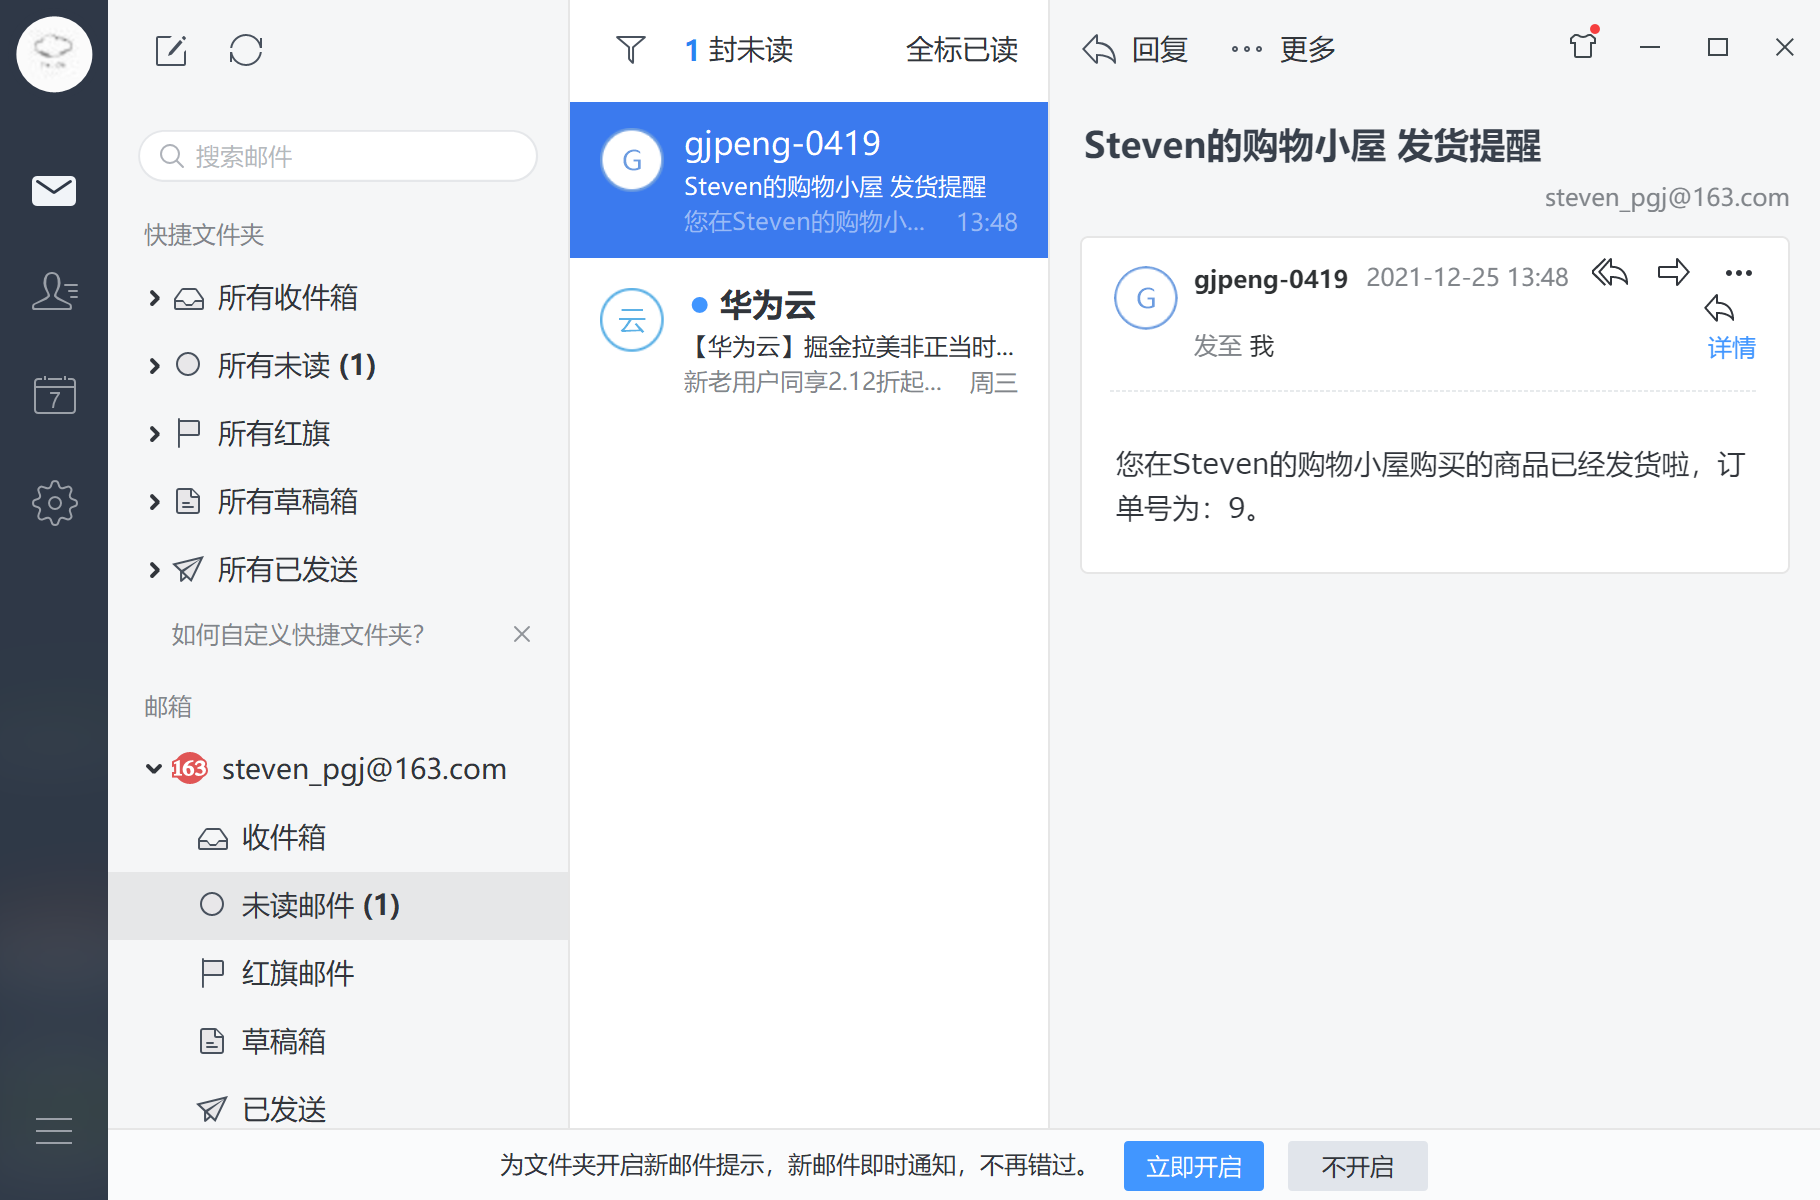 7
搜索邮件
快捷文件夹
所有收件箱
所有未读 (1)
所有红旗
所有草稿箱
所有已发送
如何自定义快捷文件夹?
邮箱
163 steven_pgj@163.com
收件箱
未读邮件 (1)
红旗邮件
草稿箱
已发送
1 封未读 全标已读
G gjpeng-0419
Steven的购物小屋 发货提醒
您在Steven的购物小... 13:48
云 华为云
【华为云】掘金拉美非正当时...
新老用户同享2.12折起... 周三
回复 更多
Steven的购物小屋 发货提醒
steven_pgj@163.com
G gjpeng-0419 2021-12-25 13:48
发至 我 详情
您在Steven的购物小屋购买的商品已经发货啦，订
单号为：9。
为文件夹开启新邮件提示，新邮件即时通知，不再错过。 立即开启 不开启